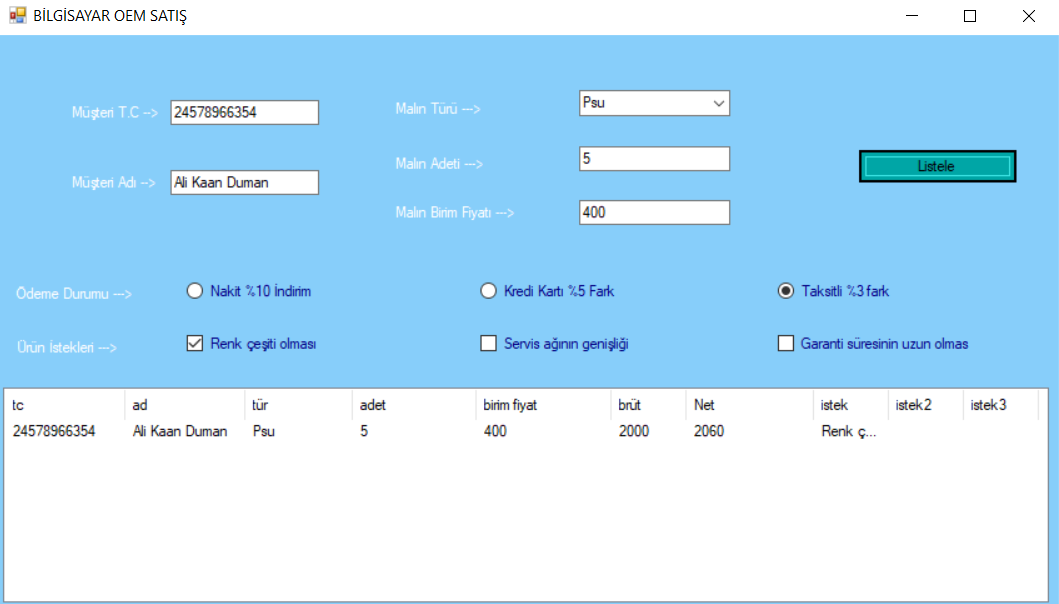 BİLGİSAYAR OEM SATIŞ
Müşteri T.C --> 24578966354
Malın Türü ---> Psu
Malın Adeti ---> 5
Listele
Müşteri Adı --> Ali Kaan Duman
Malın Birim Fiyatı ---> 400
Ödeme Durumu ---> Nakit %10 İndirim Kredi Kartı %5 Fark Taksitli %3 fark
Ürün İstekleri ---> Renk çeşiti olması Servis ağının genişliği Garanti süresinin uzun olmas
tc ad tür adet birim fiyat brüt Net istek istek2 istek3
24578966354 Ali Kaan Duman Psu 5 400 2000 2060 Renk ç...